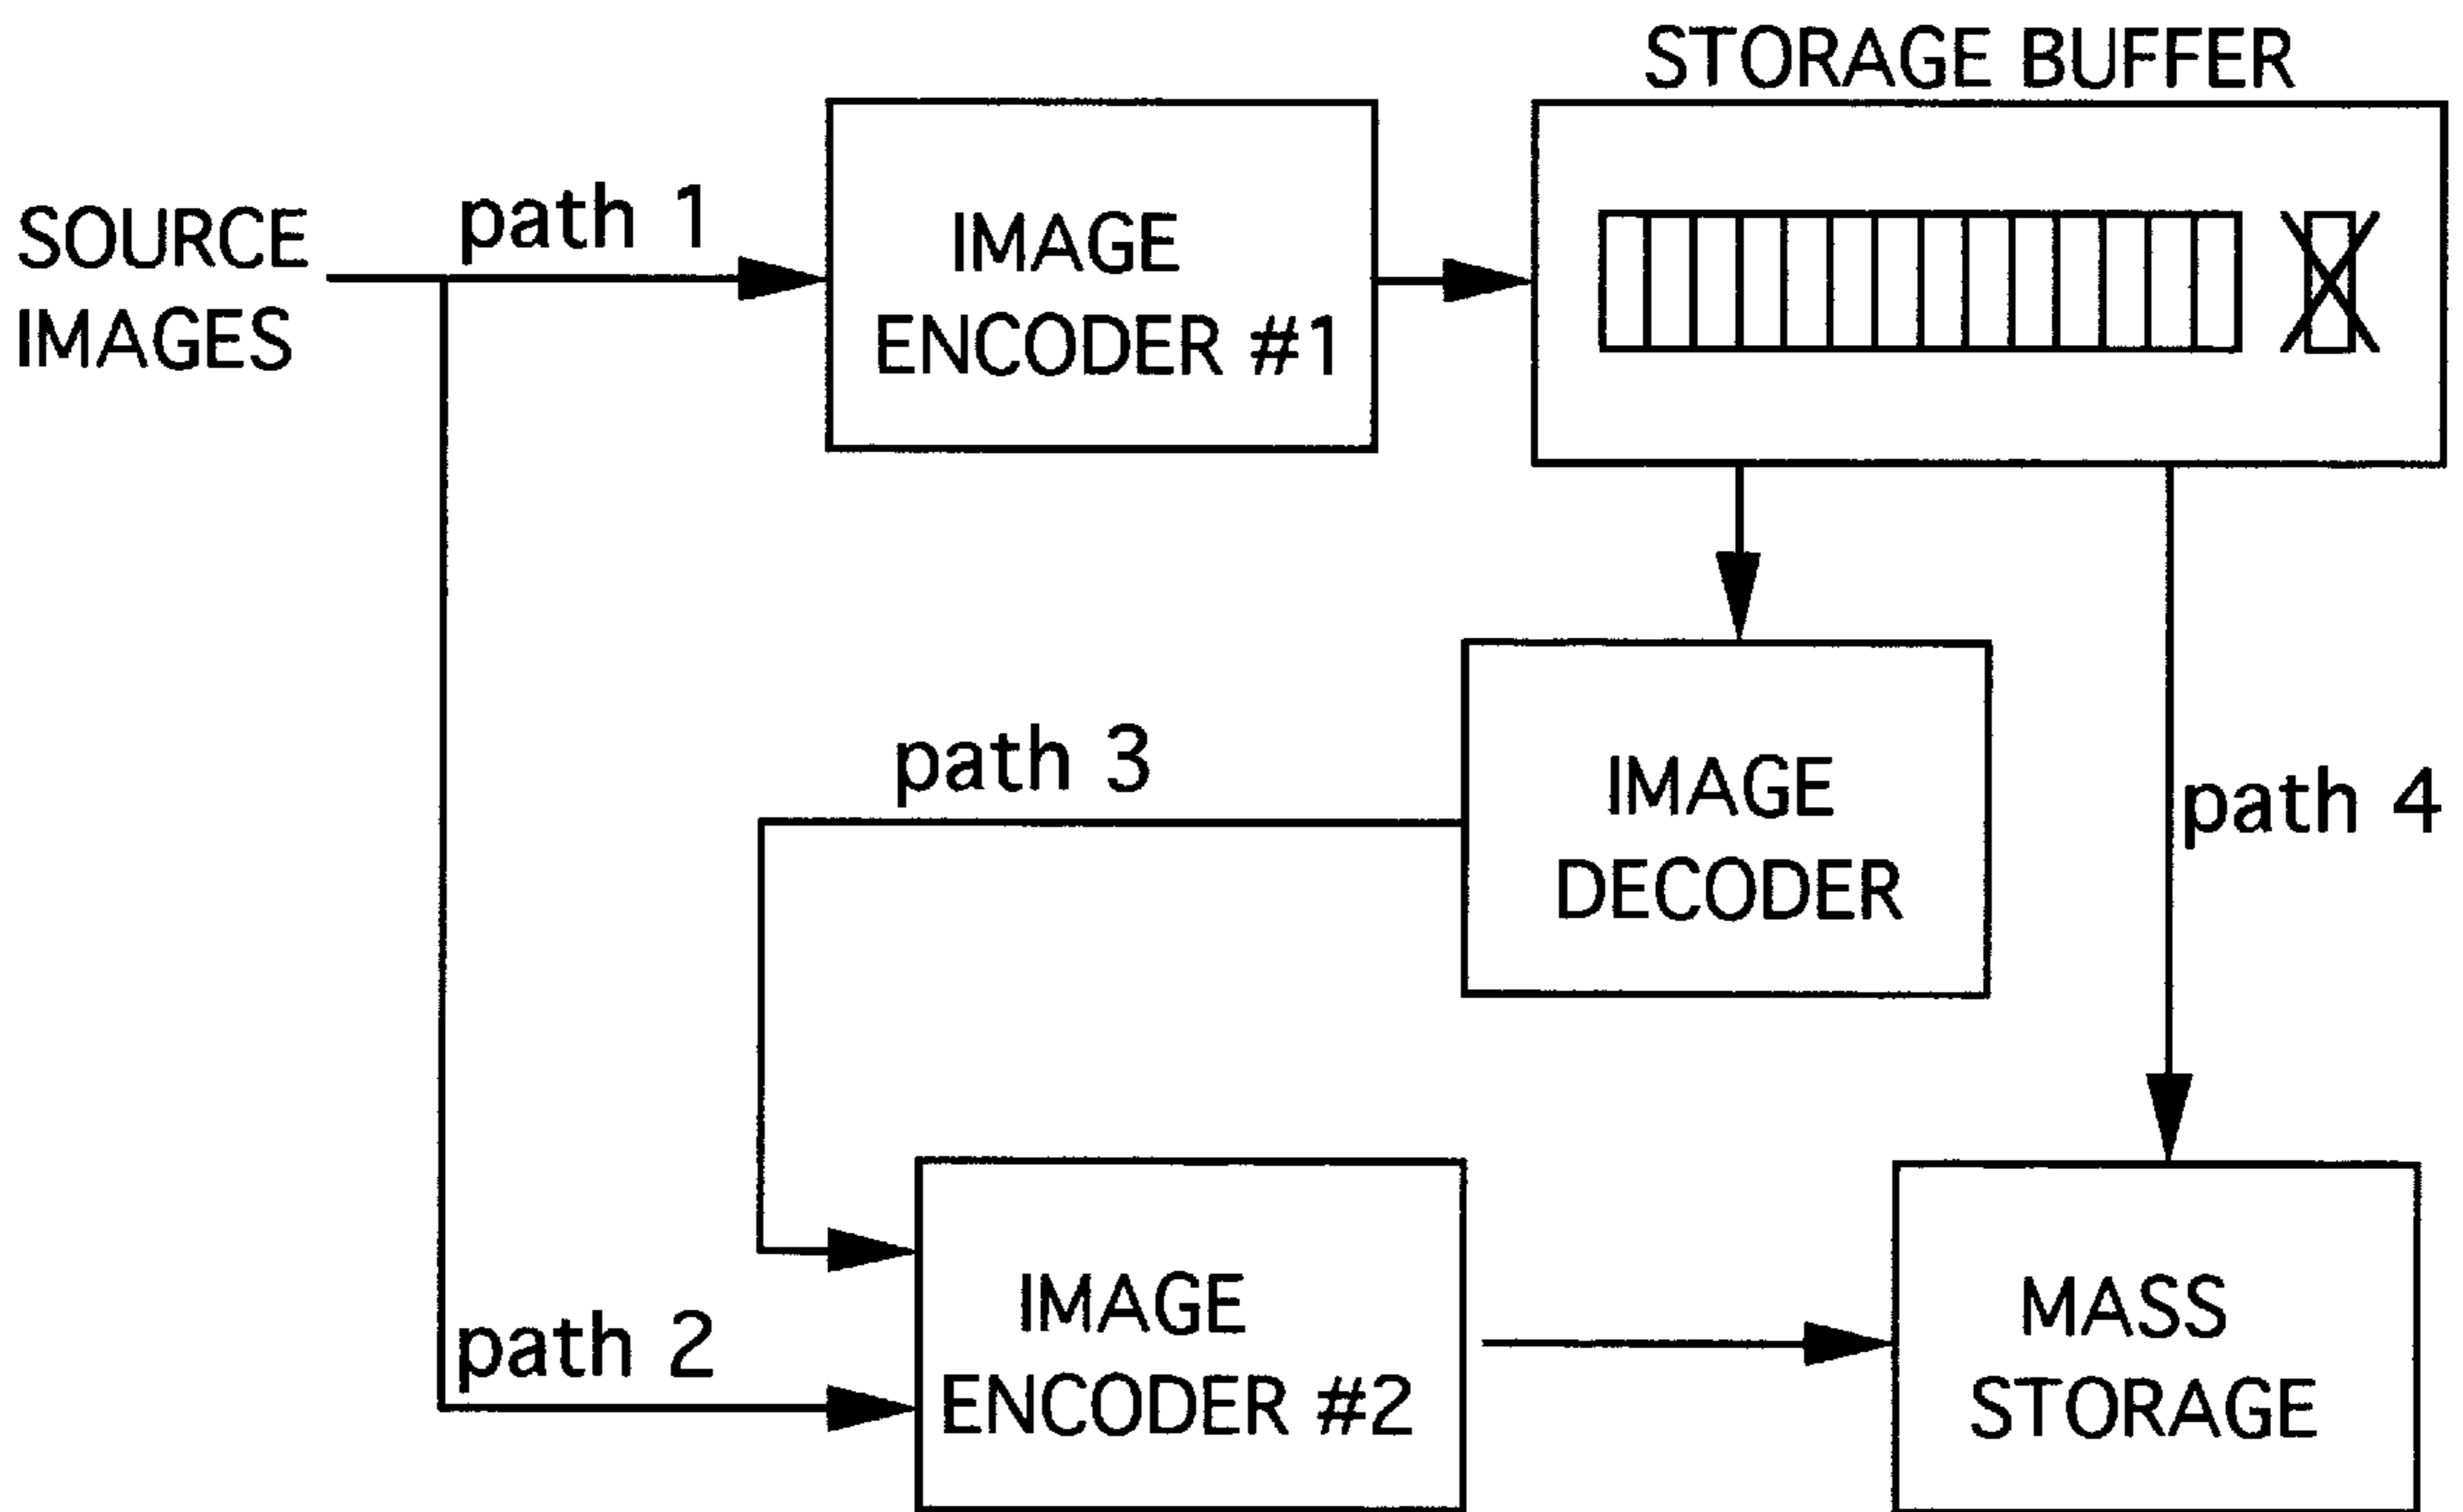 STORAGE BUFFER
SOURCE
IMAGES
path 1
IMAGE
ENCODER #1
path 3
IMAGE
DECODER
path 4
path 2
IMAGE
ENCODER #2
MASS
STORAGE